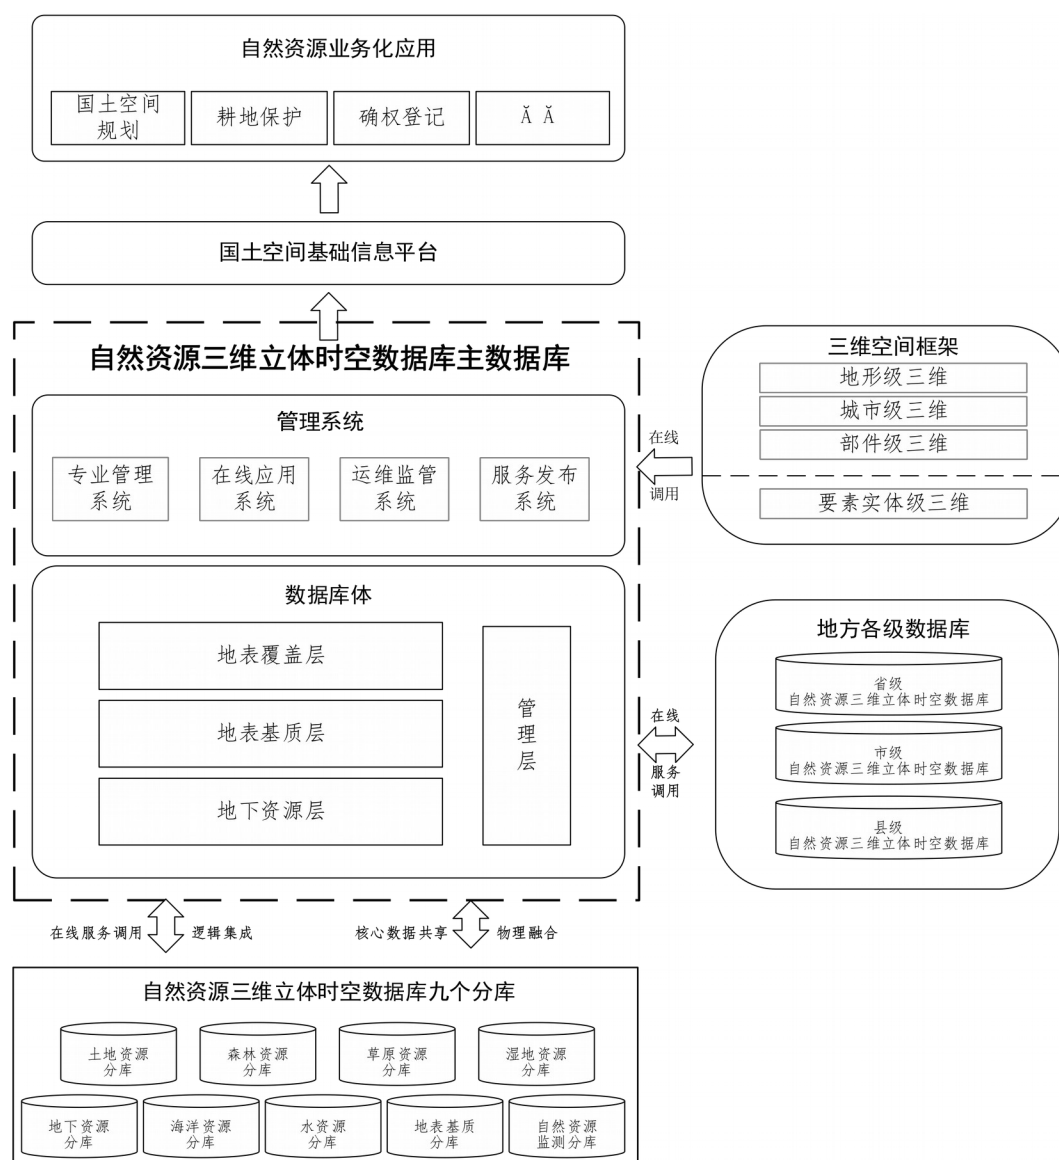 自然资源业务化应用
国土空间
规划
耕地保护
确权登记
Ă Ă
国土空间基础信息平台
自然资源三维立体时空数据库主数据库
管理系统
专业管理
系统
在线应用
系统
运维监管
系统
服务发布
系统
数据库体
地表覆盖层
地表基质层
地下资源层
管
理
层
在线
调用
三维空间框架
地形级三维
城市级三维
部件级三维
要素实体级三维
在线
服务
调用
地方各级数据库
省级
自然资源三维立体时空数据库
市级
自然资源三维立体时空数据库
县级
自然资源三维立体时空数据库
在线服务调用
逻辑集成
核心数据共享
物理融合
自然资源三维立体时空数据库九个分库
土地资源
分库
森林资源
分库
草原资源
分库
湿地资源
分库
地下资源
分库
海洋资源
分库
水资源
分库
地表基质
分库
自然资源
监测分库